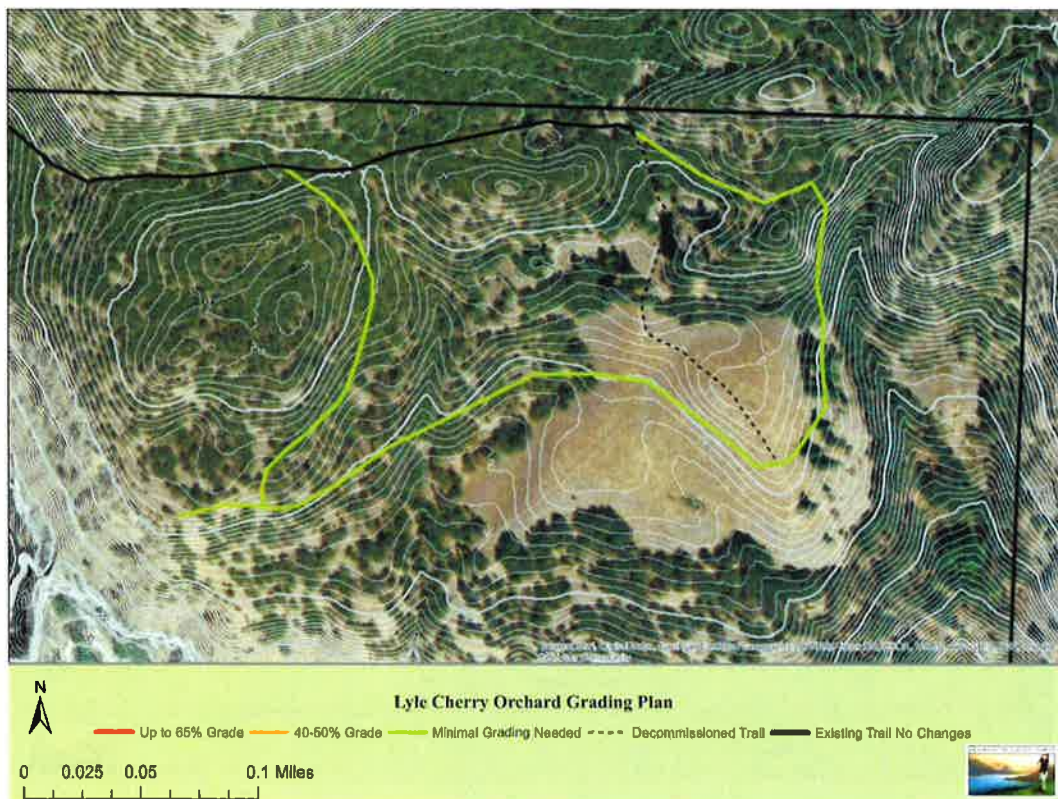 Lyle Cherry Orchard Grading Plan
N
Up to 65% Grade 40-50% Grade Minimal Grading Needed Decommissioned Trail Existing Trail No Changes
0 0.025 0.05 0.1 Miles